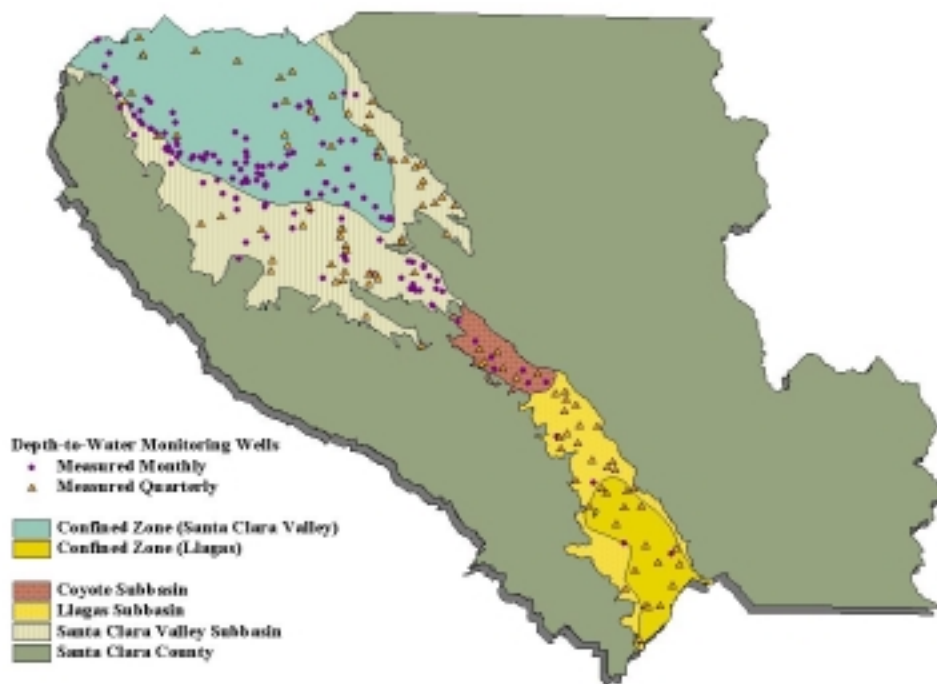 Depth-to-Water Monitoring Wells
Measured Monthly
Measured Quarterly
Confined Zone (Santa Clara Valley)
Confined Zone (Llagas)
Coyote Subbasin
Llagas Subbasin
Santa Clara Valley Subbasin
Santa Clara County